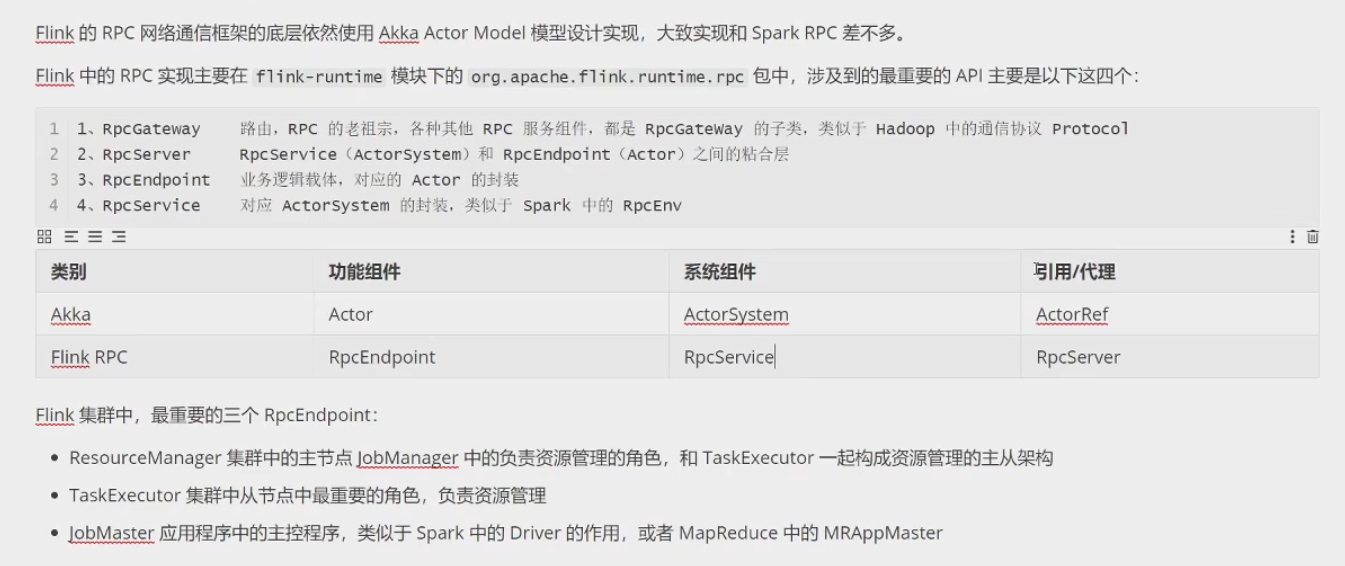 Flink 的 RPC 网络通信框架的底层依然使用 Akka Actor Model 模型设计实现，大致实现和 Spark RPC 差不多。
Flink 中的 RPC 实现主要在 flink-runtime 模块下的 org.apache.flink.runtime.rpc 包中，涉及到的最重要的 API 主要是以下这四个：
1 1、RpcGateway 路由，RPC 的老祖宗，各种其他 RPC 服务组件，都是 RpcGateWay 的子类，类似于 Hadoop 中的通信协议 Protocol
2 2、RpcServer RpcService（ActorSystem）和 RpcEndpoint（Actor）之间的粘合层
3 3、RpcEndpoint 业务逻辑载体，对应的 Actor 的封装
4 4、RpcService 对应 ActorSystem 的封装，类似于 Spark 中的 RpcEnv
类别 功能组件 系统组件 引用/代理
Akka Actor ActorSystem ActorRef
Flink RPC RpcEndpoint RpcService RpcServer
Flink 集群中，最重要的三个 RpcEndpoint：
• ResourceManager 集群中的主节点 JobManager 中的负责资源管理的角色，和 TaskExecutor 一起构成资源管理的主从架构
• TaskExecutor 集群中从节点中最重要的角色，负责资源管理
• JobMaster 应用程序中的主控程序，类似于 Spark 中的 Driver 的作用，或者 MapReduce 中的 MRAppMaster